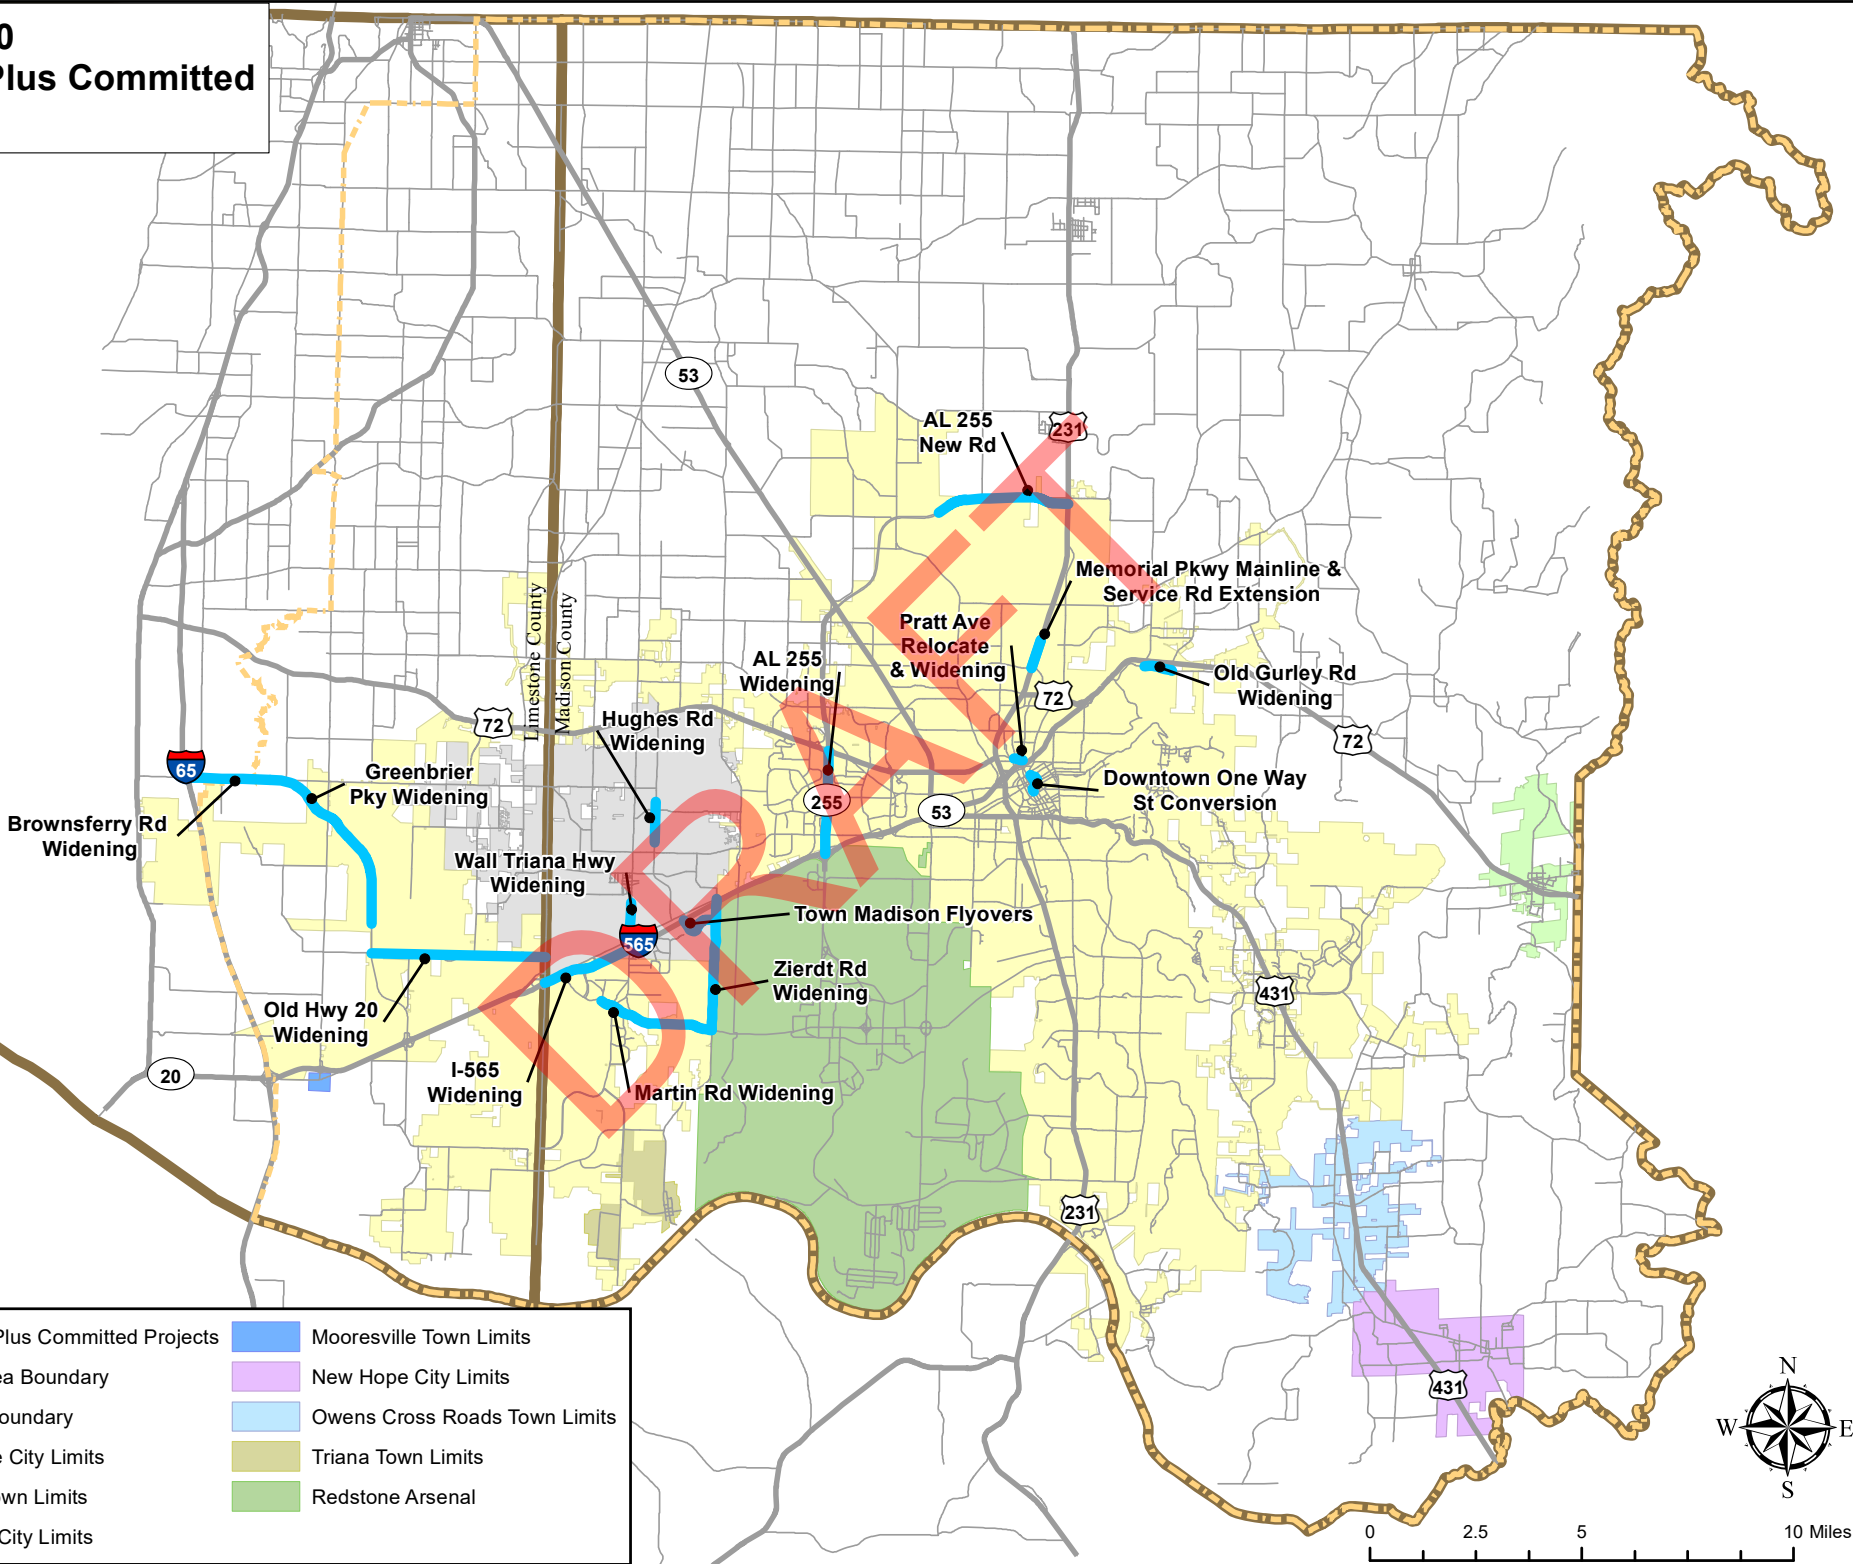 0
Plus Committed
53
231
AL 255
New Rd
Memorial Pkwy Mainline &
Service Rd Extension
Pratt Ave
Relocate
& Widening
AL 255
Widening
Limestone County
Madison County
72
Old Gurley Rd
Widening
72
Hughes Rd
Widening
72
65
Greenbrier
Pky Widening
255
53
Downtown One Way
St Conversion
Brownsferry Rd
Widening
Wall Triana Hwy
Widening
Town Madison Flyovers
565
Zierdt Rd
Widening
431
Old Hwy 20
Widening
20
I-565
Widening
Martin Rd Widening
DRAFT
231
431
Plus Committed Projects
ea Boundary
oundary
e City Limits
wn Limits
City Limits
Mooresville Town Limits
New Hope City Limits
Owens Cross Roads Town Limits
Triana Town Limits
Redstone Arsenal
N
W E
S
0 2.5 5 10 Miles